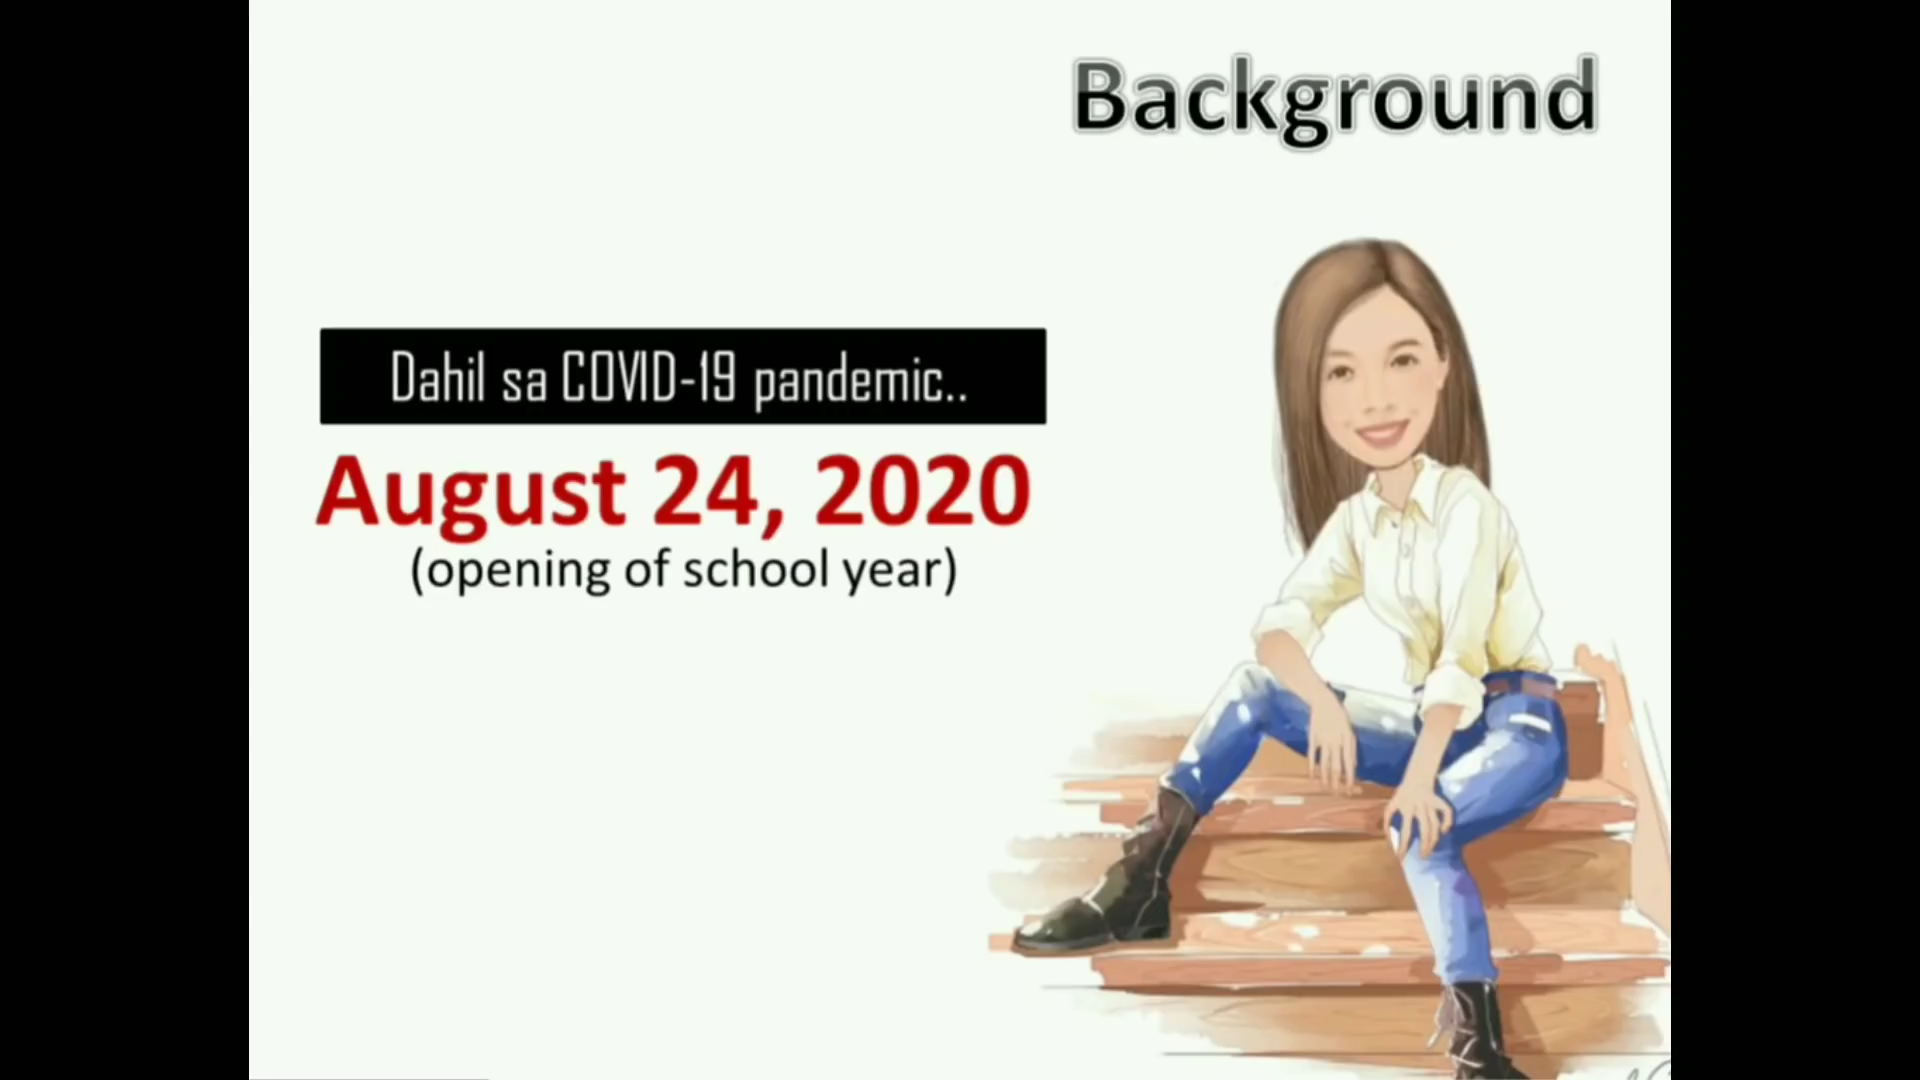 Background
Dahil sa COVID-19 pandemic..
August 24, 2020
(opening of school year)